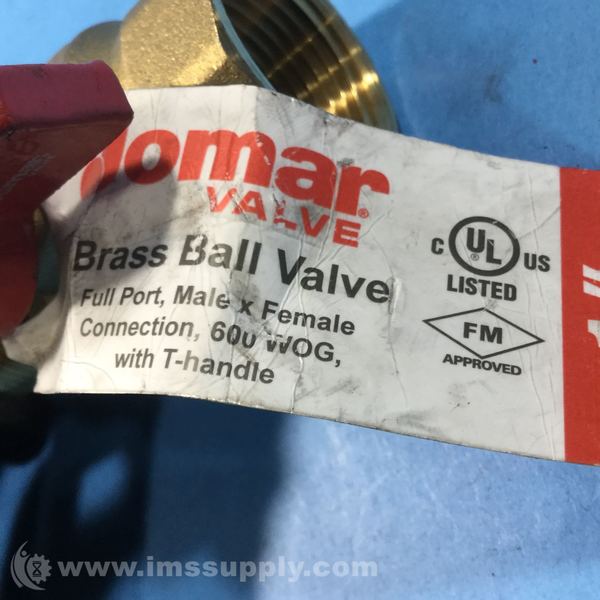 Jomar
VALVE®
Brass Ball Valve
Full Port, Male x Female
Connection, 600 WOG,
with T-handle
C UL US
LISTED
FM
APPROVED
www.imssupply.com